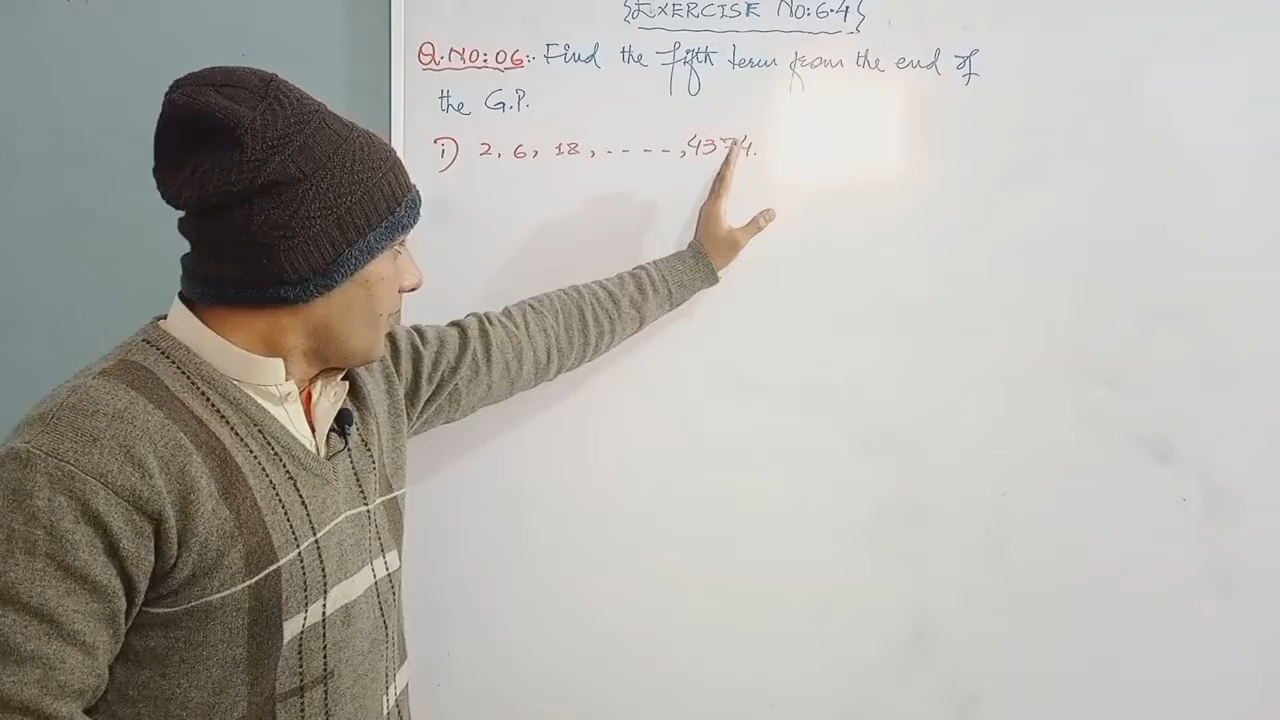 {EXERCISE NO:6.4}
Q.NO:06:. Find the fifth term from the end of
the G.P.
i) 2, 6, 18, - - - -, 4374.